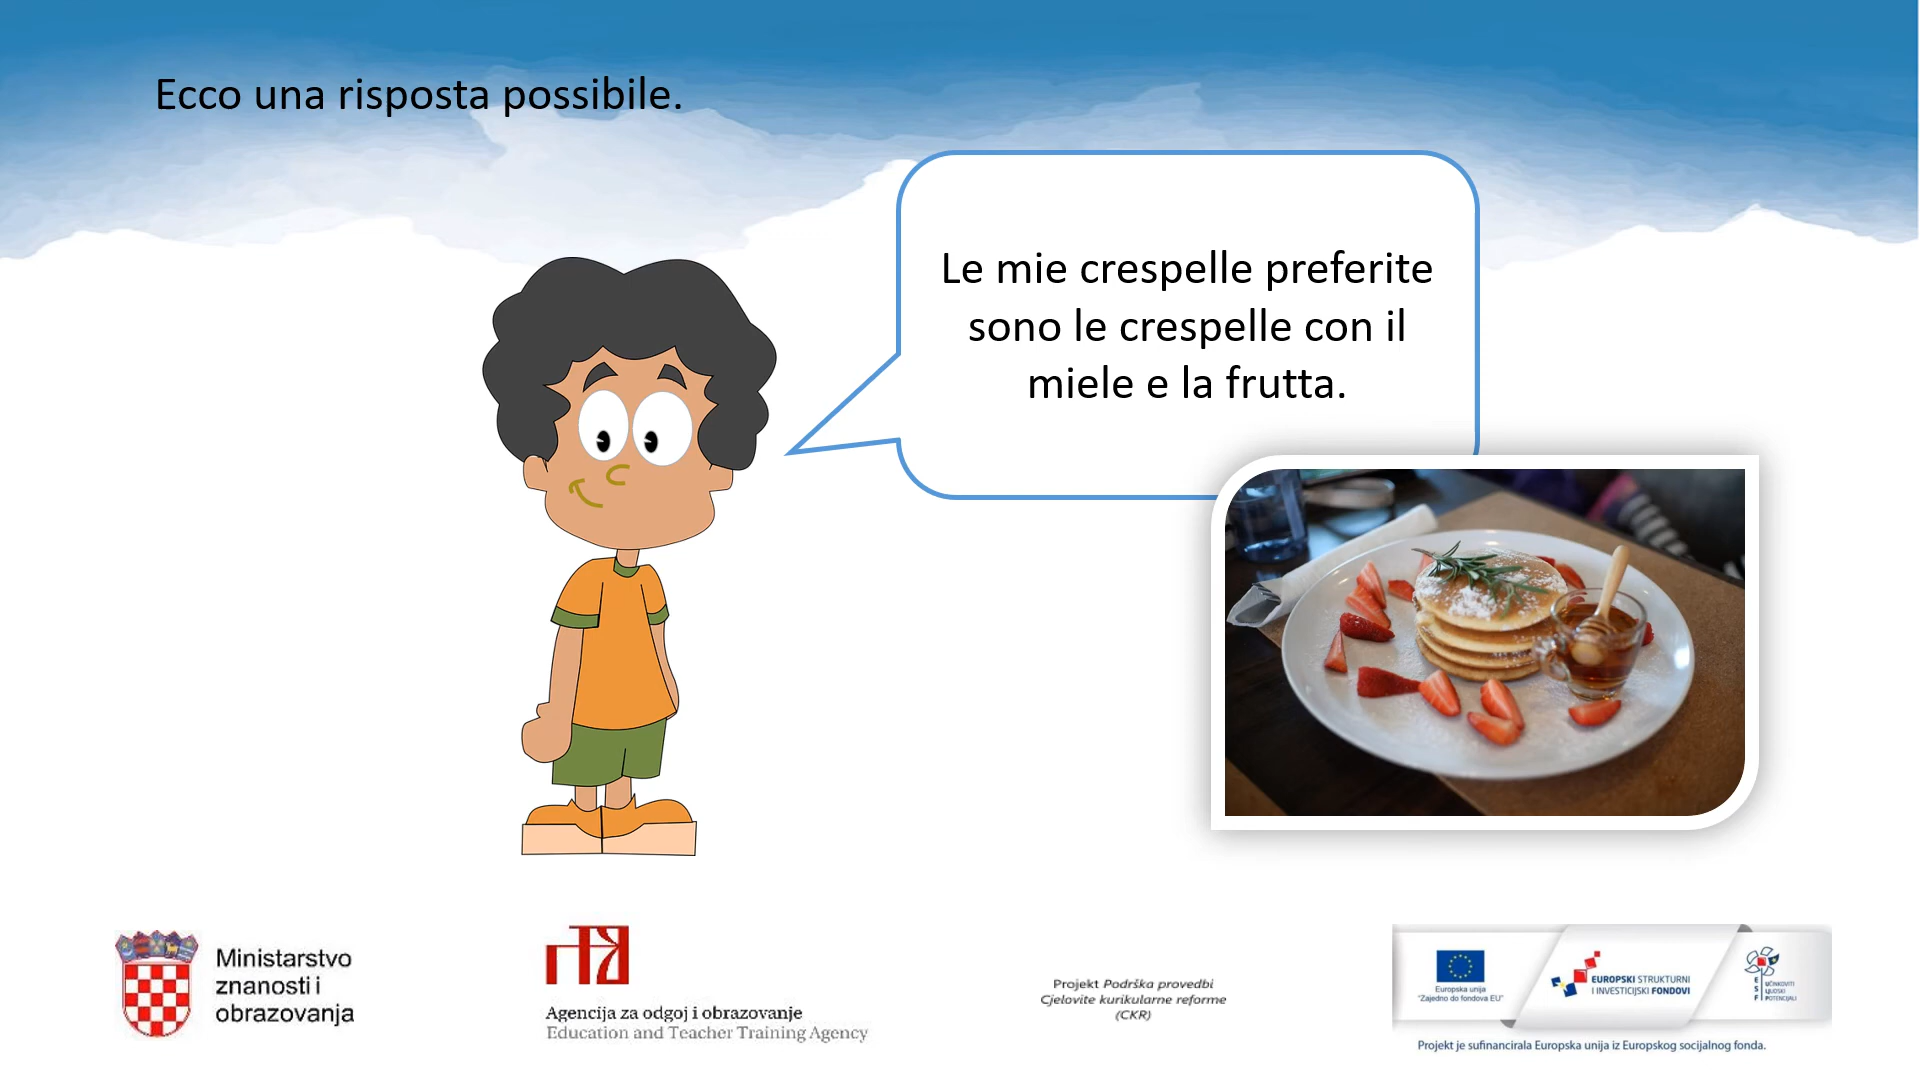 Ecco una risposta possibile.
Le mie crespelle preferite
sono le crespelle con il
miele e la frutta.
Ministarstvo
znanosti i
obrazovanja
Agencija za odgoj i obrazovanje
Education and Teacher Training Agency
Projekt Podrška provedbi
Cjelovite kurikularne reforme
(CKR)
Europska unija
"Zajedno do fondova EU"
EUROPSKI STRUKTURNI
I INVESTICIJSKI FONDOVI
ESF
UČINKOVITI
LJUDSKI
POTENCIJALI
Projekt je sufinancirala Europska unija iz Europskog socijalnog fonda.